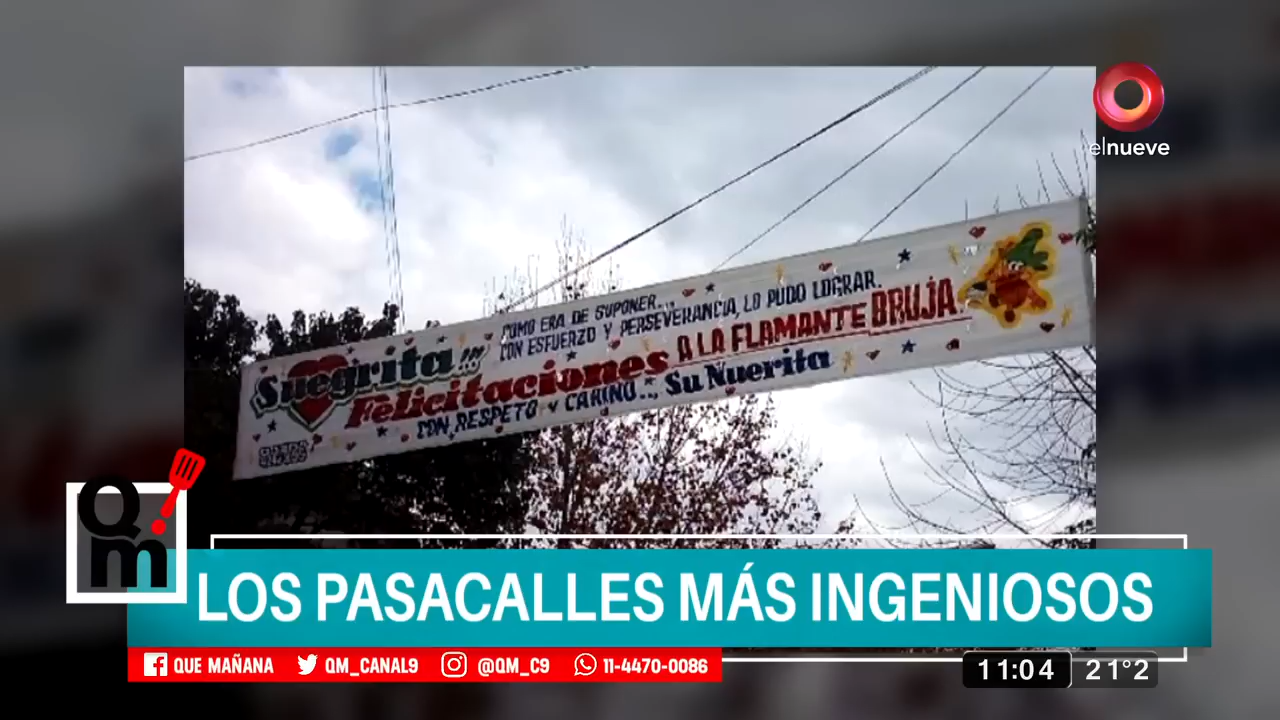 elnueve
COMO ERA DE SUPONER...
CON ESFUERZO Y PERSEVERANCIA, LO PUDO LOGRAR.
Suegrita!!!
Felicitaciones A LA FLAMANTE BRUJA
CON RESPETO Y CARIÑO... Su Nuerita
Qm!
LOS PASACALLES MÁS INGENIOSOS
QUE MAÑANA QM_CANAL9 @QM_C9 11-4470-0086
11:04 21°2